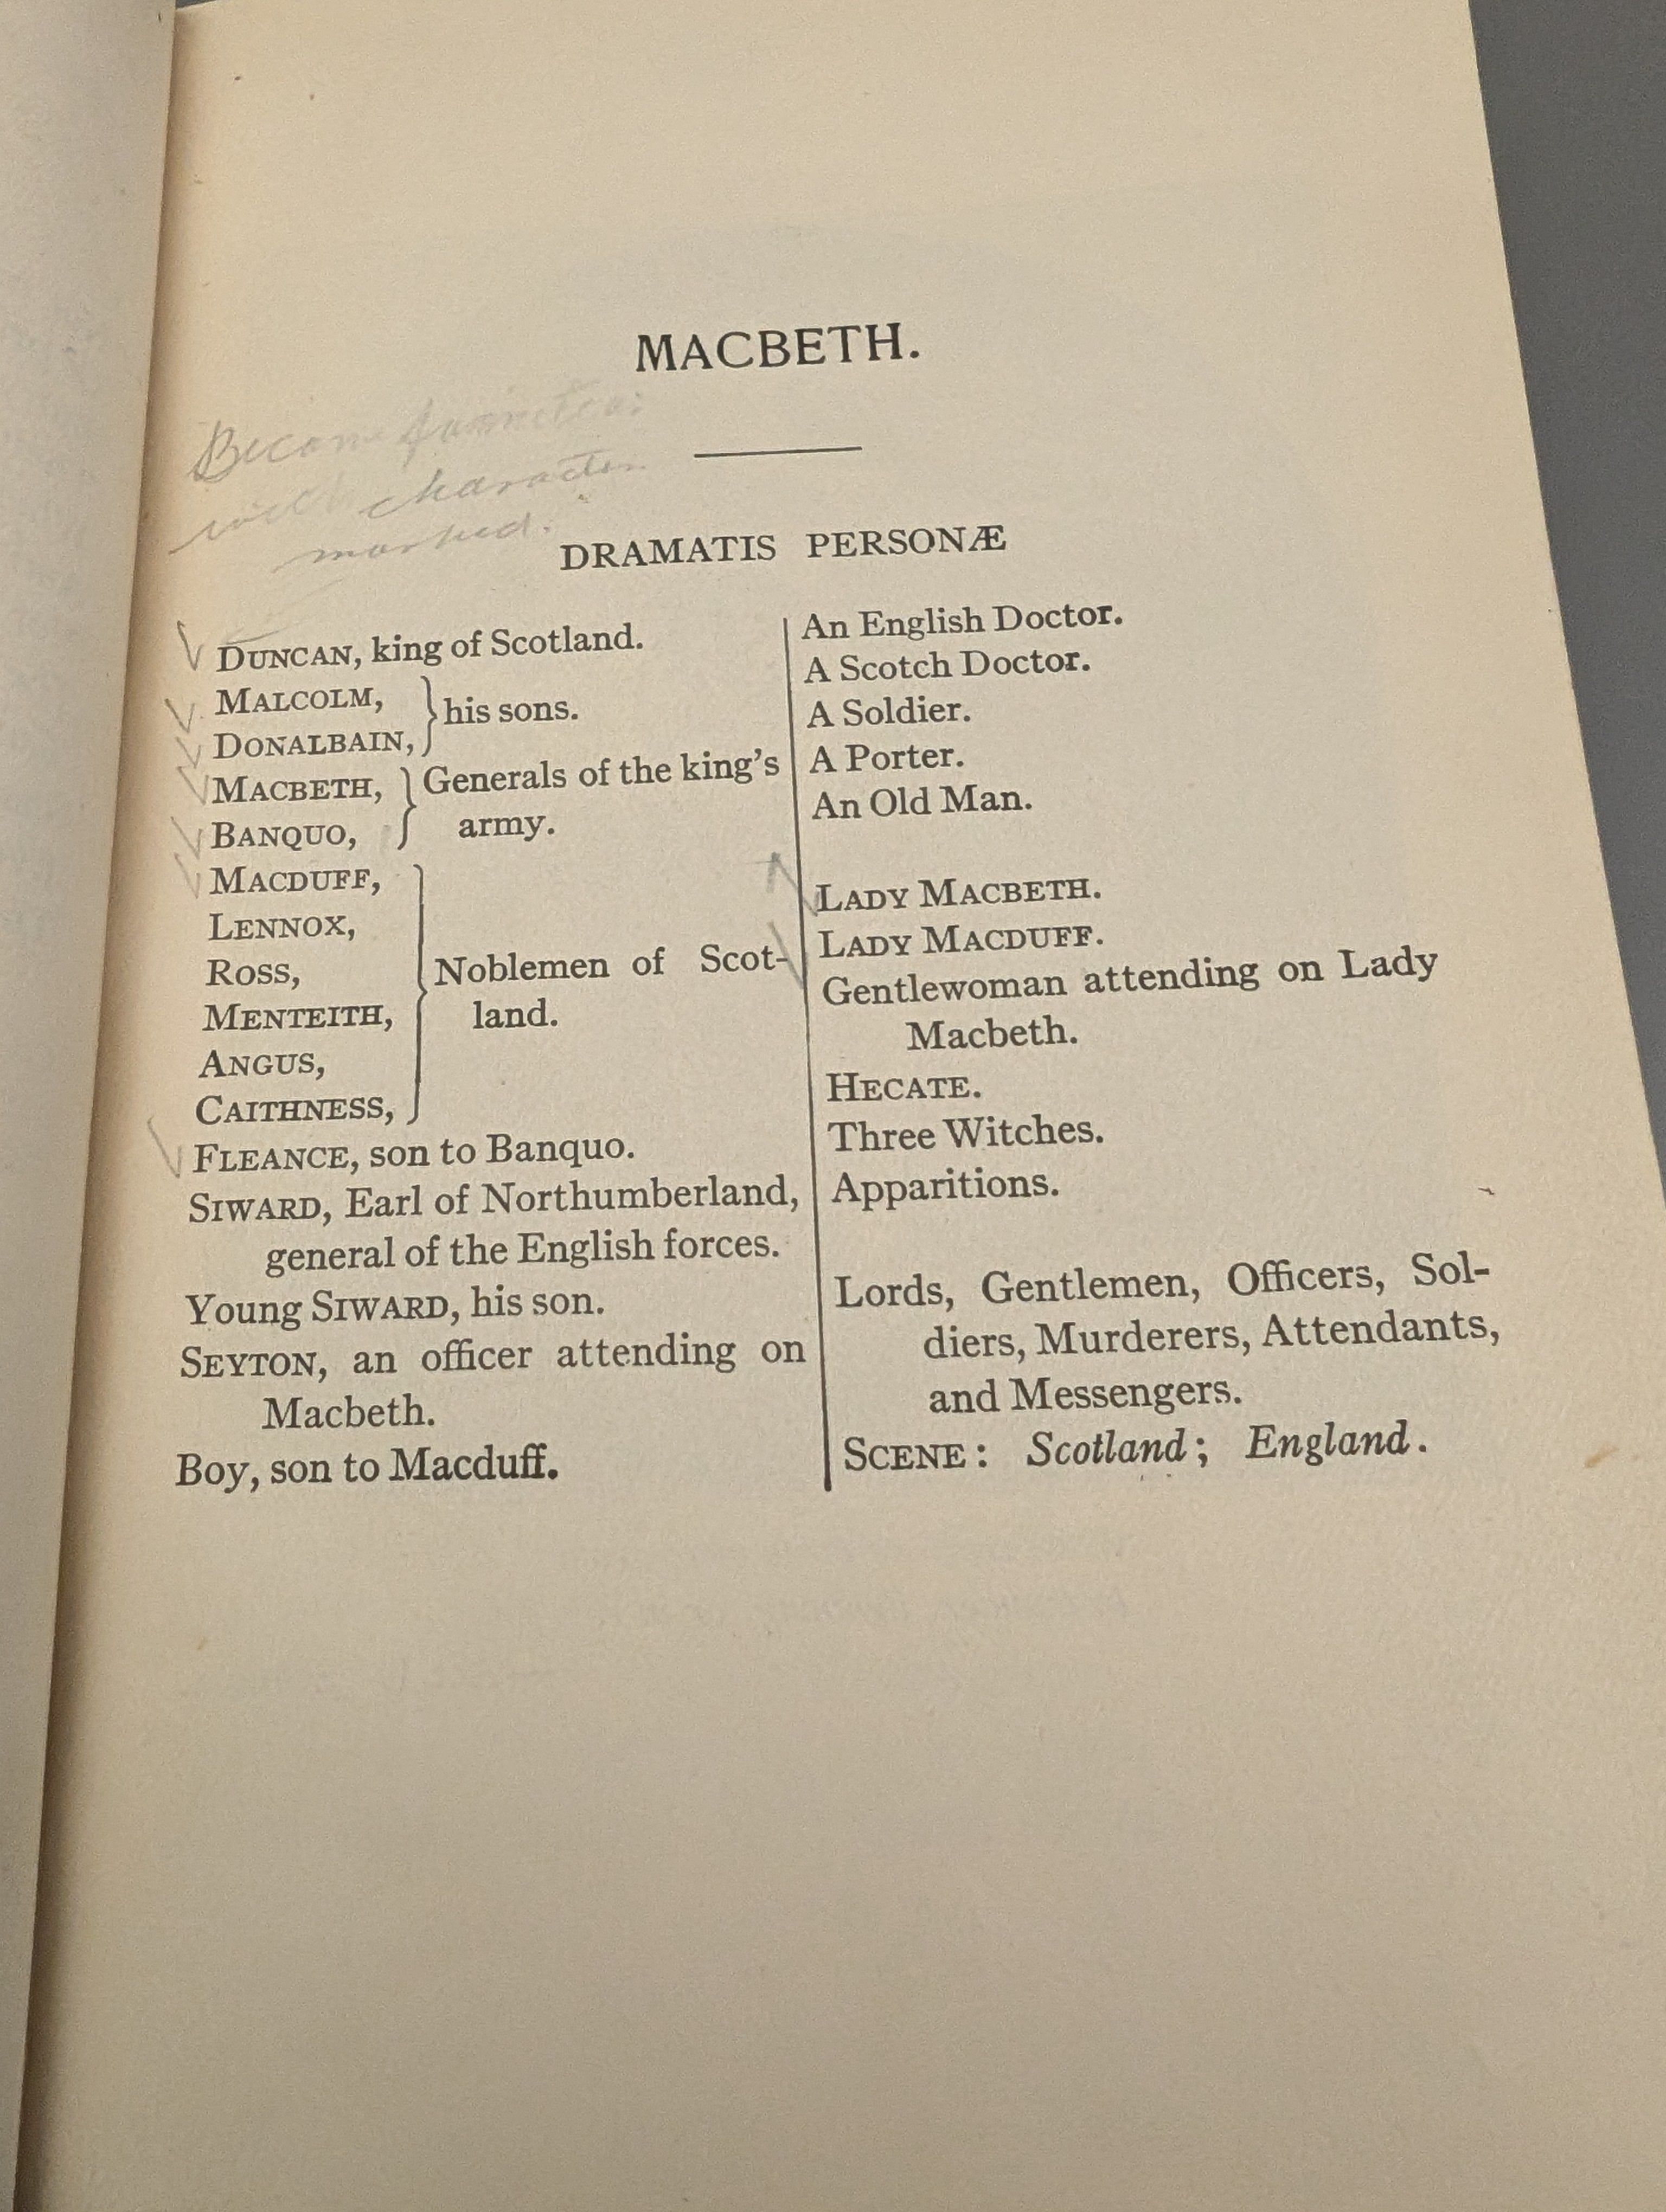 MACBETH.
Become familiar
with character
marked.
DRAMATIS PERSONÆ
DUNCAN, king of Scotland.
MALCOLM,
DONALBAIN,
his sons.
MACBETH,
BANQUO,
Generals of the king's
army.
MACDUFF,
LENNOX,
ROSS,
MENTEITH,
ANGUS,
CAITHNESS,
Noblemen of Scot-
land.
FLEANCE, son to Banquo.
SIWARD, Earl of Northumberland,
general of the English forces.
Young SIWARD, his son.
SEYTON, an officer attending on
Macbeth.
Boy, son to Macduff.
An English Doctor.
A Scotch Doctor.
A Soldier.
A Porter.
An Old Man.
LADY MACBETH.
LADY MACDUFF.
Gentlewoman attending on Lady
Macbeth.
HECATE.
Three Witches.
Apparitions.
Lords, Gentlemen, Officers, Sol-
diers, Murderers, Attendants,
and Messengers.
SCENE: Scotland; England.